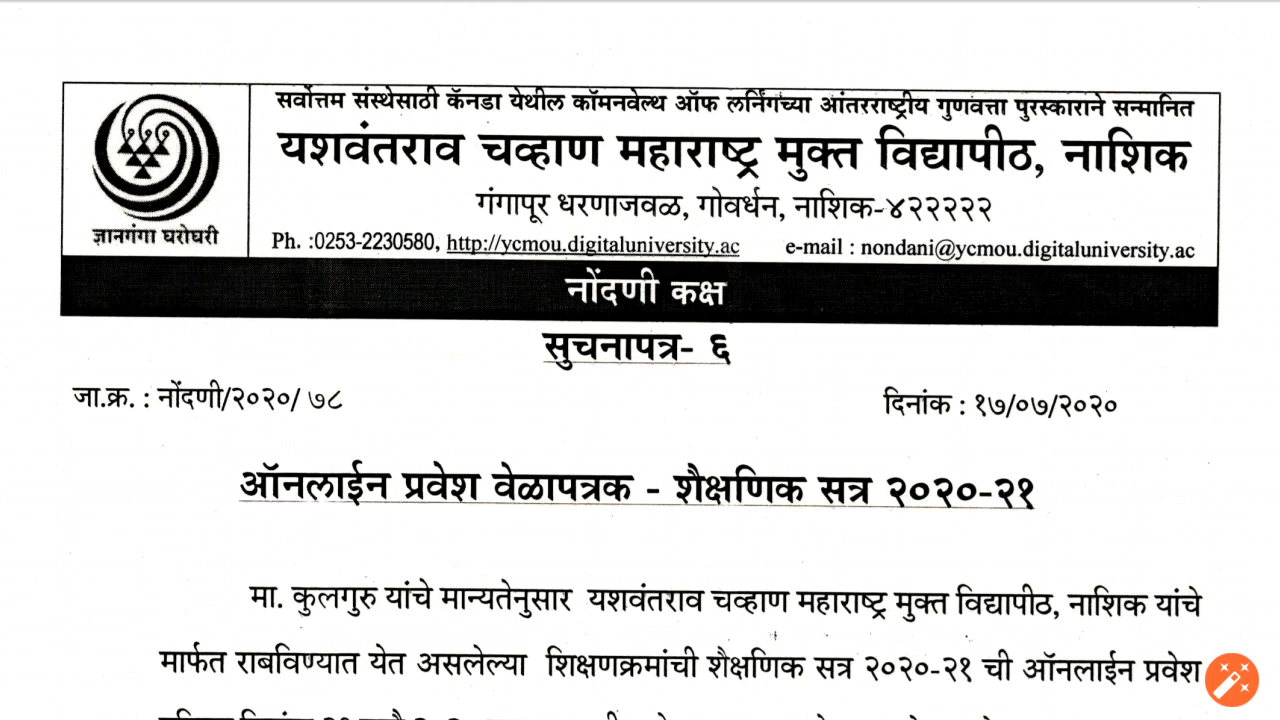 सर्वोत्तम संस्थेसाठी कॅनडा येथील कॉमनवेल्थ ऑफ लर्निंगच्या आंतरराष्ट्रीय गुणवत्ता पुरस्काराने सन्मानित
यशवंतराव चव्हाण महाराष्ट्र मुक्त विद्यापीठ, नाशिक
गंगापूर धरणाजवळ, गोवर्धन, नाशिक-४२२२२२
ज्ञानगंगा घरोघरी
Ph. :0253-2230580, http://ycmou.digitaluniversity.ac e-mail : nondani@ycmou.digitaluniversity.ac
नोंदणी कक्ष
सुचनापत्र- ६
जा.क्र. : नोंदणी/२०२०/ ७८ दिनांक : १७/०७/२०२०
ऑनलाईन प्रवेश वेळापत्रक - शैक्षणिक सत्र २०२०-२१
मा. कुलगुरु यांचे मान्यतेनुसार यशवंतराव चव्हाण महाराष्ट्र मुक्त विद्यापीठ, नाशिक यांचे
मार्फत राबविण्यात येत असलेल्या शिक्षणक्रमांची शैक्षणिक सत्र २०२०-२१ ची ऑनलाईन प्रवेश